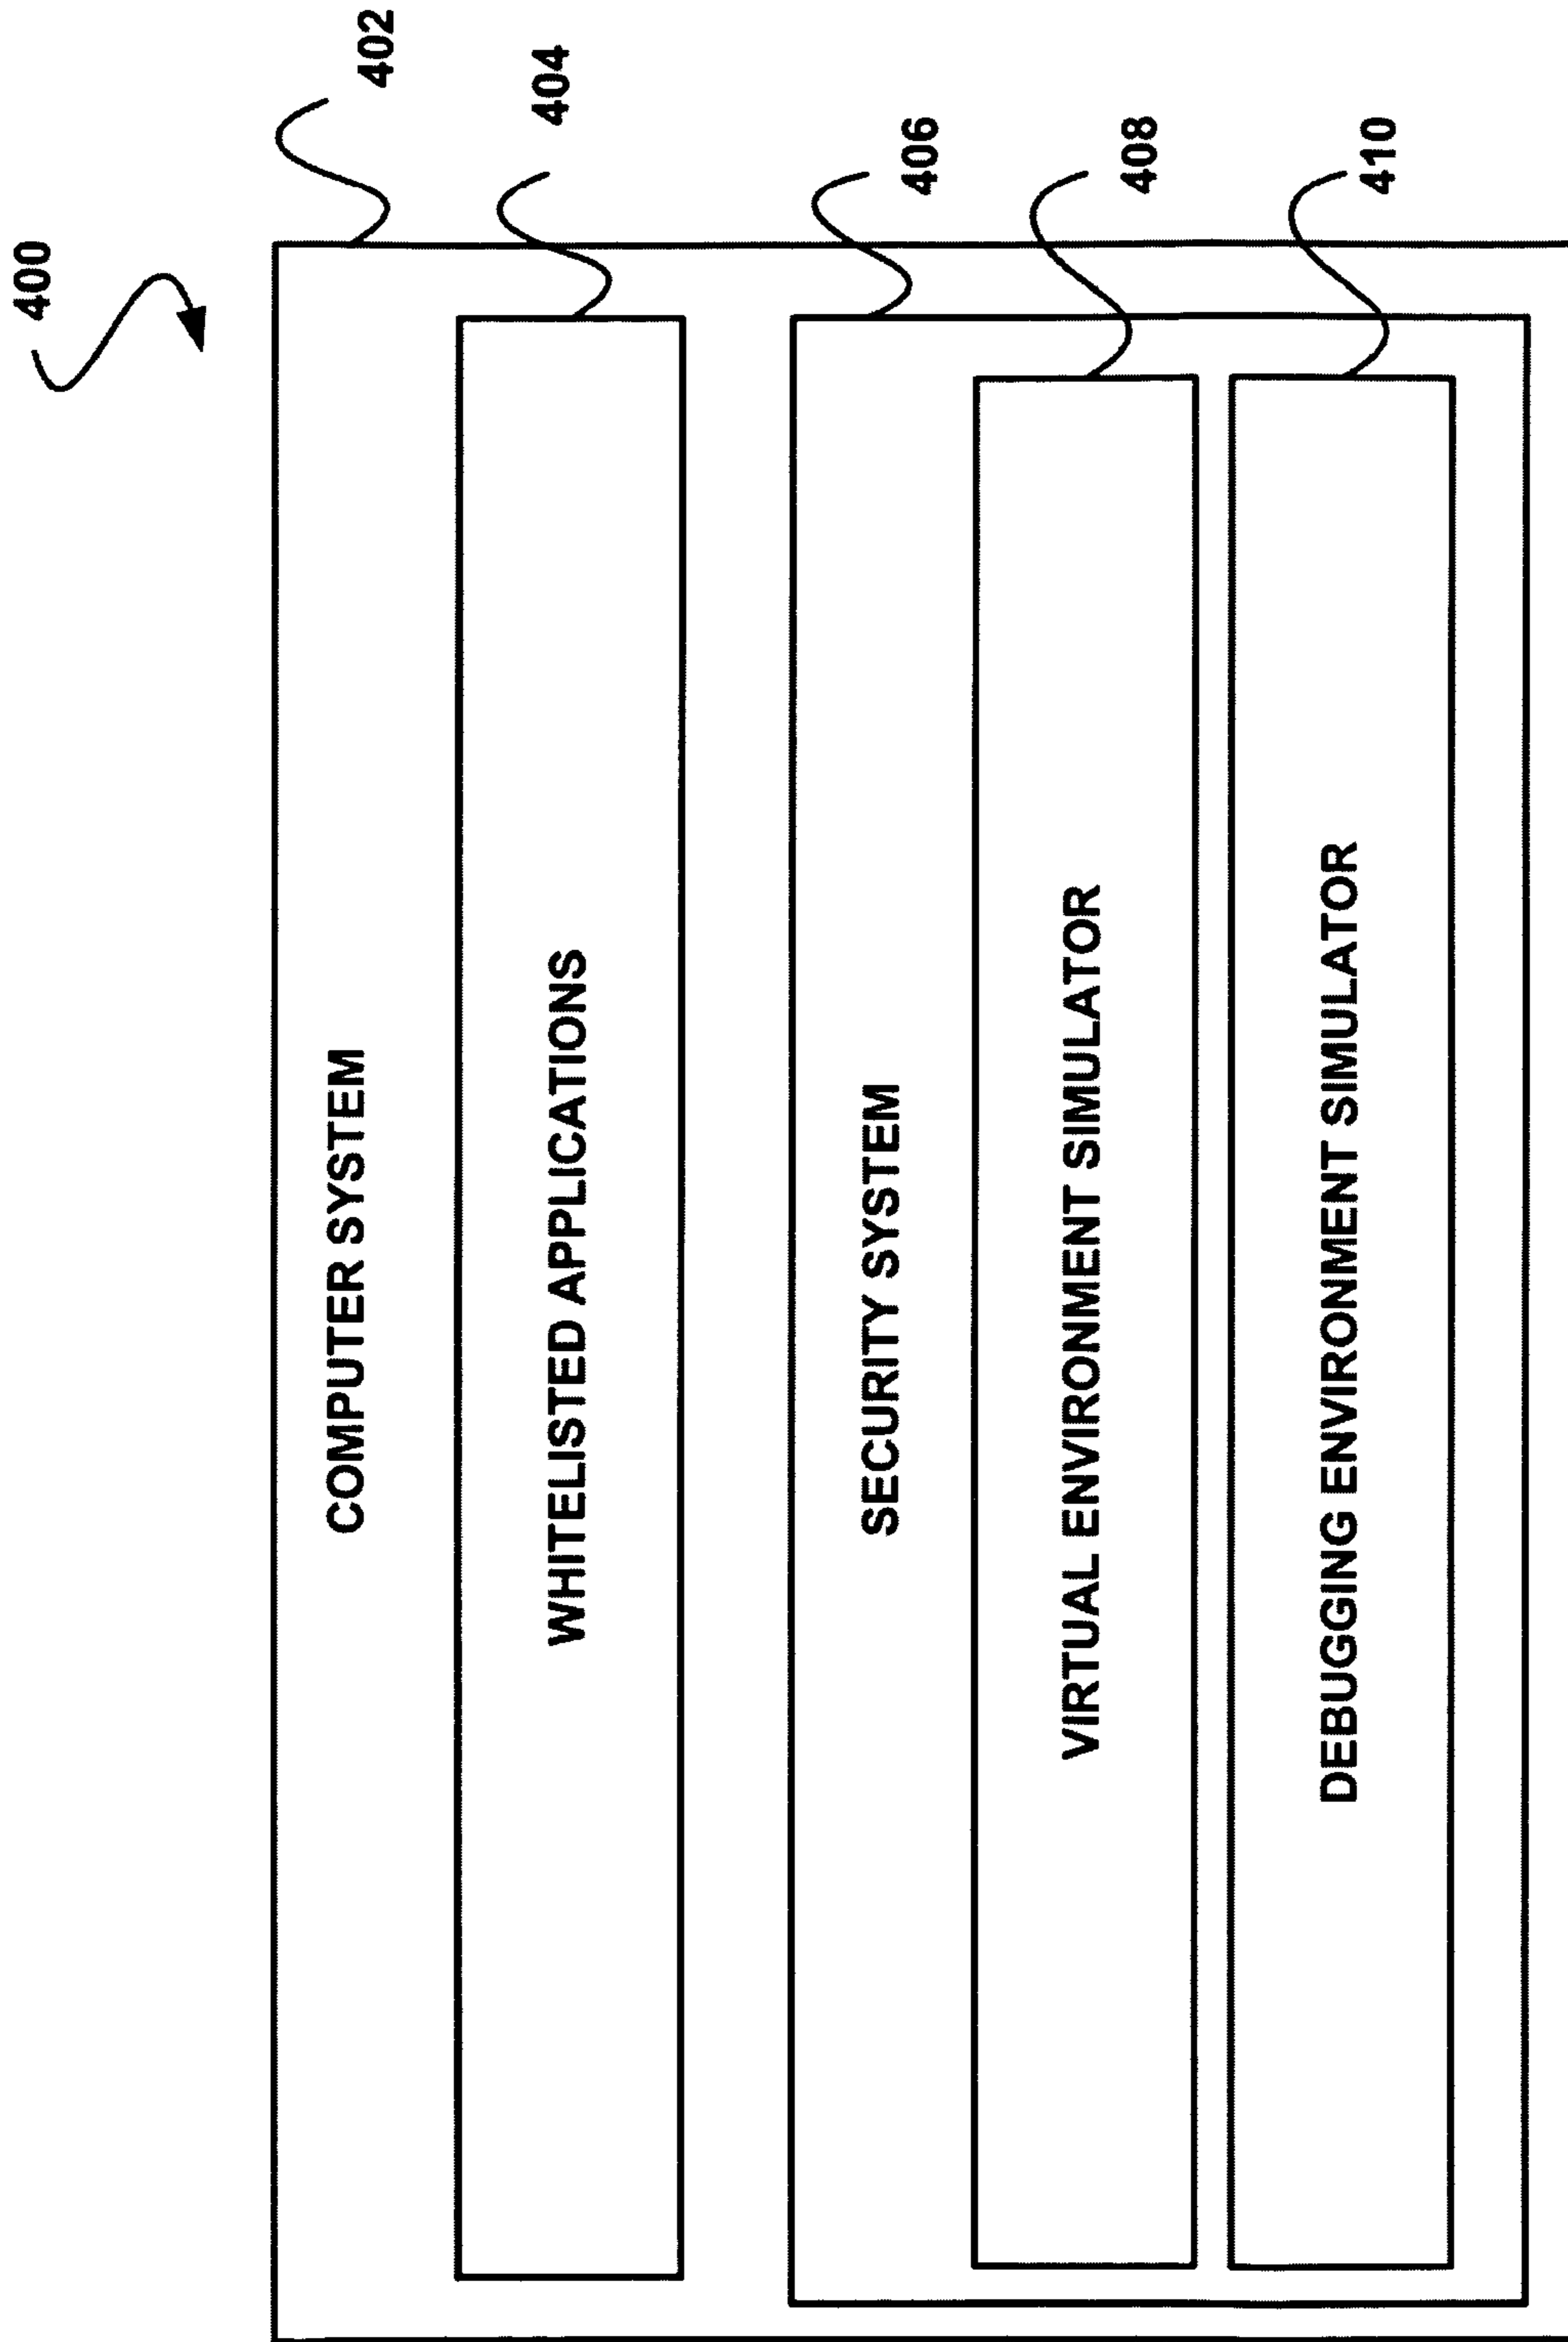 400
402
COMPUTER SYSTEM
404
WHITELISTED APPLICATIONS
406
SECURITY SYSTEM
408
VIRTUAL ENVIRONMENT SIMULATOR
410
DEBUGGING ENVIRONMENT SIMULATOR